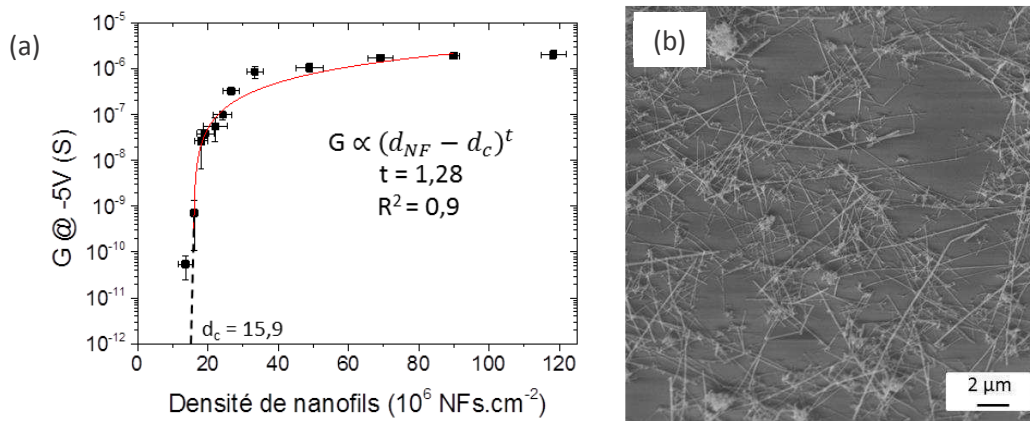 (a)
G @ -5V (S)
10⁻⁵
10⁻⁶
10⁻⁷
10⁻⁸
10⁻⁹
10⁻¹⁰
10⁻¹¹
10⁻¹²
G ∝ (d_NF − d_c)^t
t = 1,28
R² = 0,9
d_c = 15,9
0 20 40 60 80 100 120
Densité de nanofils (10⁶ NFs.cm⁻²)
(b)
2 µm